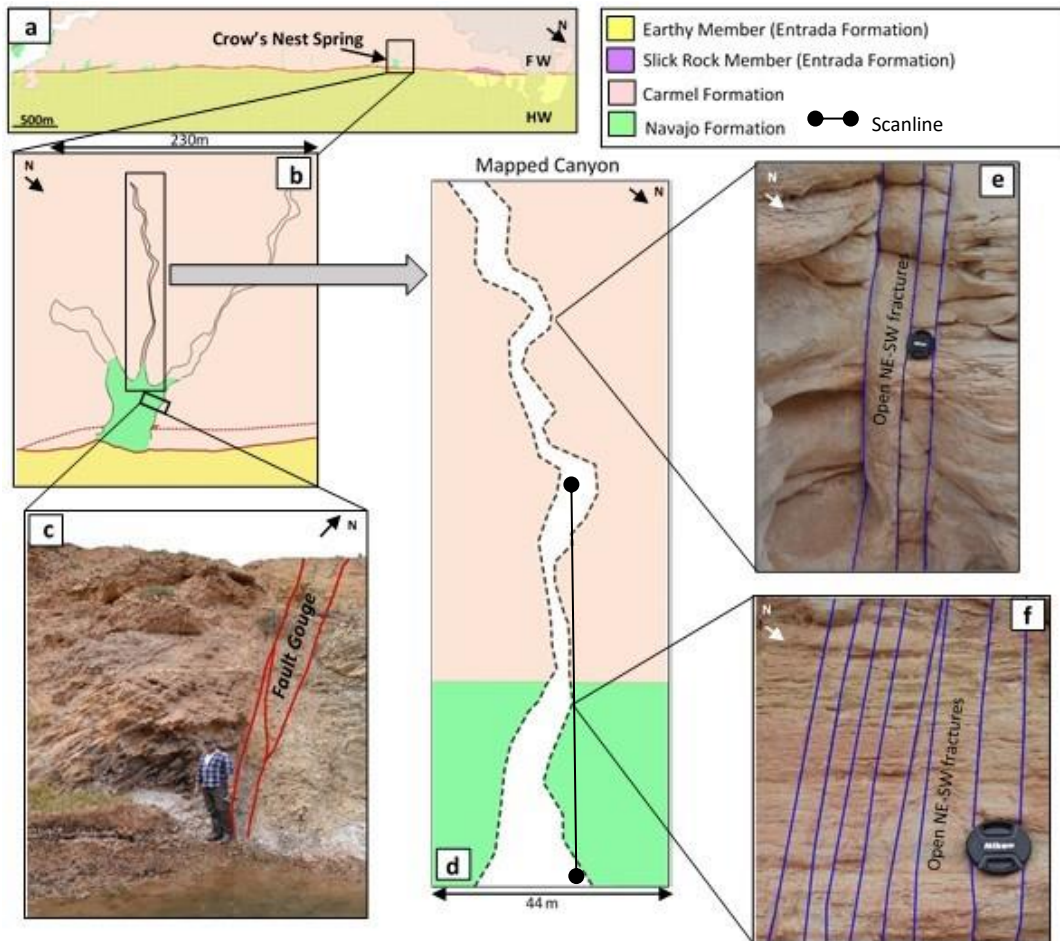 a
N
Crow's Nest Spring
FW
500m
HW
Earthy Member (Entrada Formation)
Slick Rock Member (Entrada Formation)
Carmel Formation
Navajo Formation
Scanline
230m
N
b
Mapped Canyon
N
d
44 m
c
N
Fault Gouge
e
N
Open NE-SW fractures
f
N
Open NE-SW fractures
Nikon